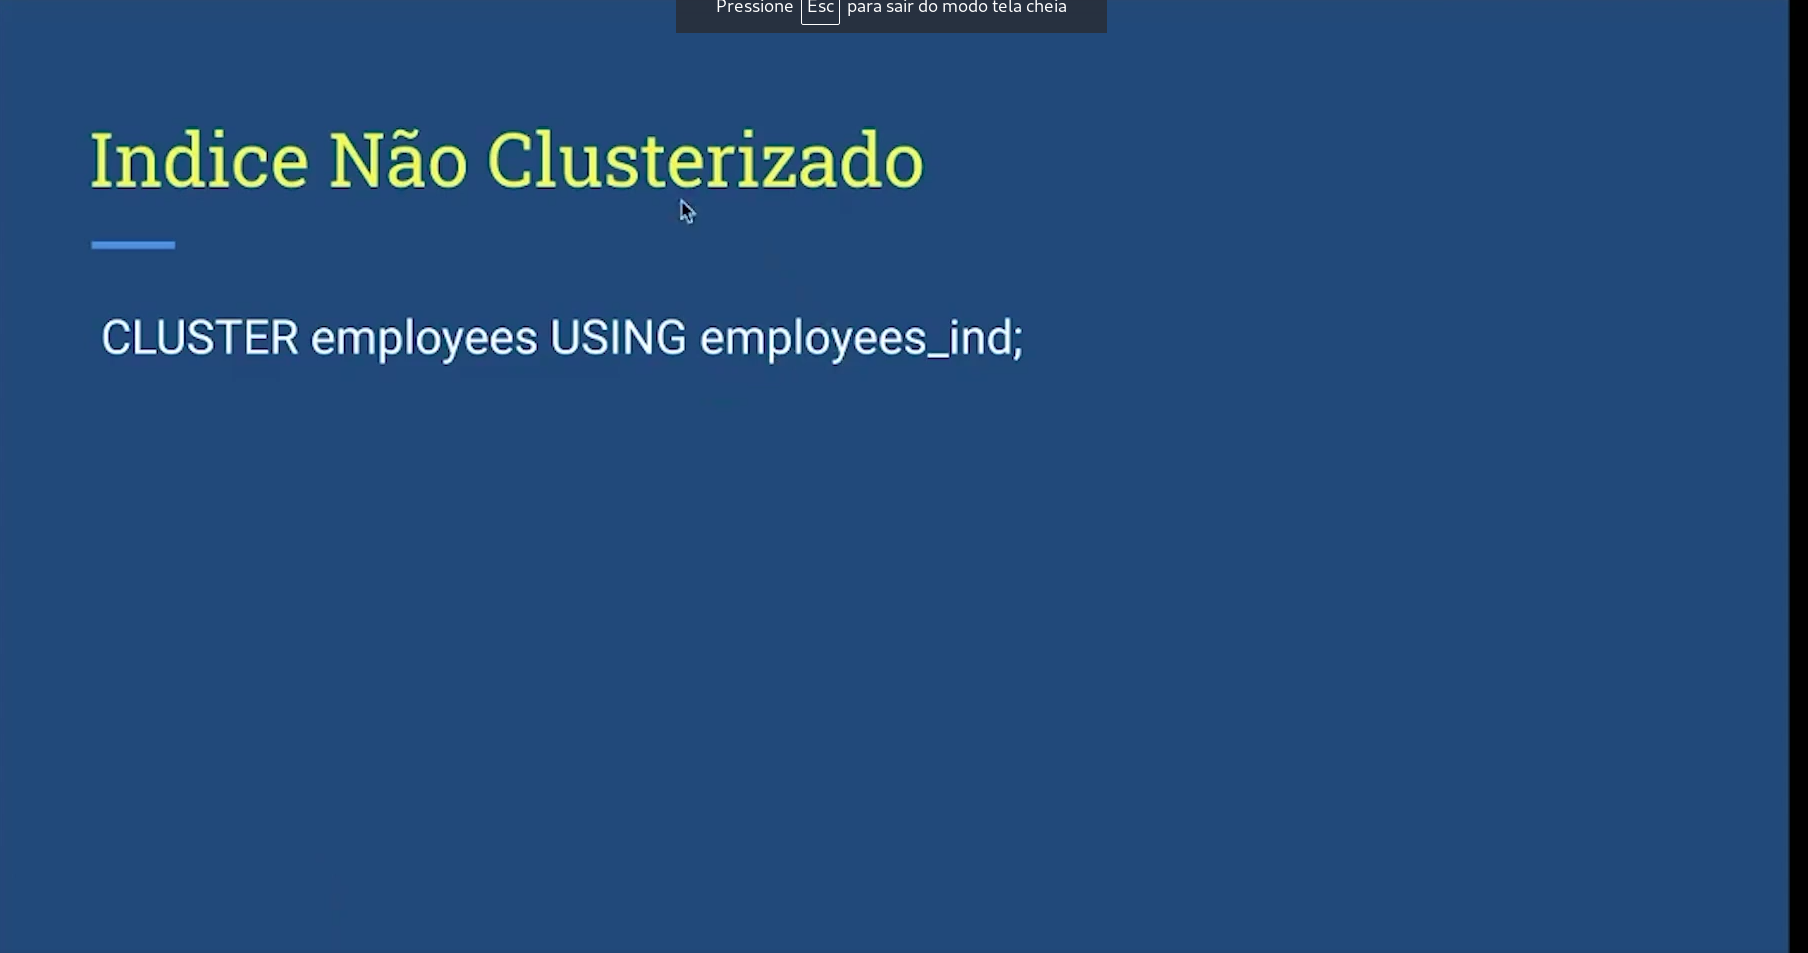 Pressione Esc para sair do modo tela cheia
Indice Não Clusterizado
CLUSTER employees USING employees_ind;